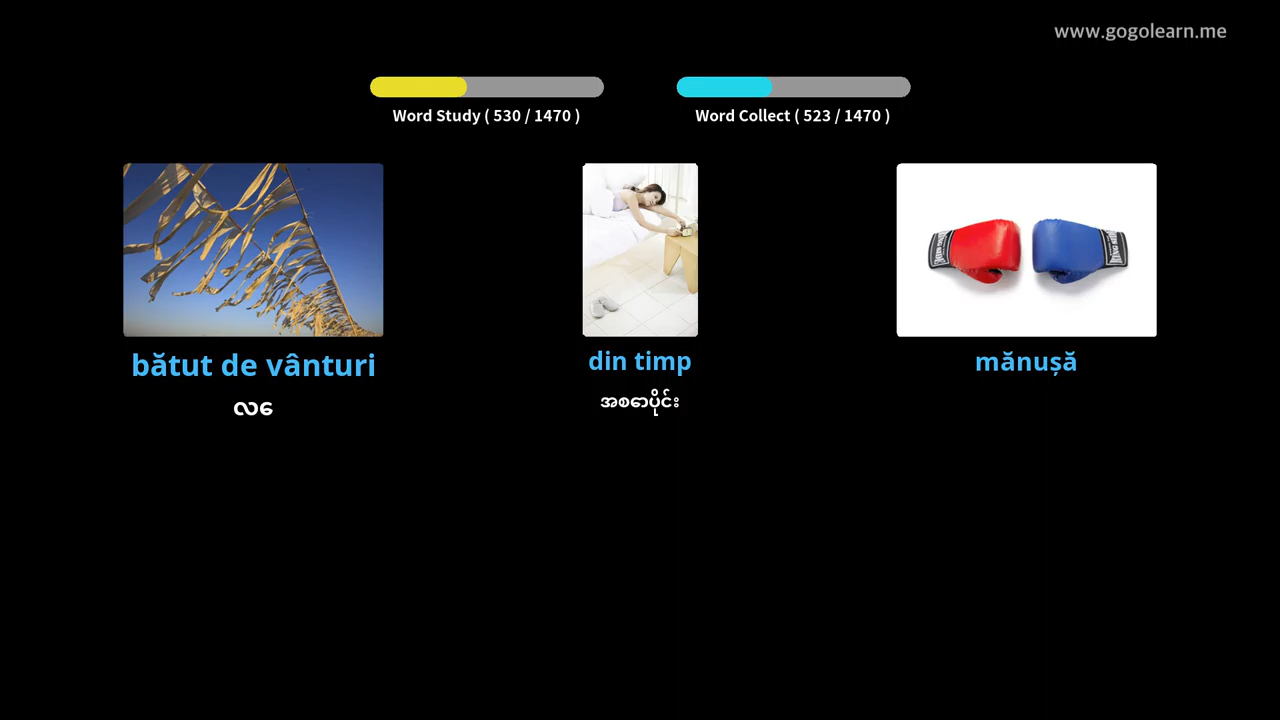 www.gogolearn.me
Word Study ( 530 / 1470 )
Word Collect ( 523 / 1470 )
bătut de vânturi
din timp
mănușă
လေ
အစောပိုင်း